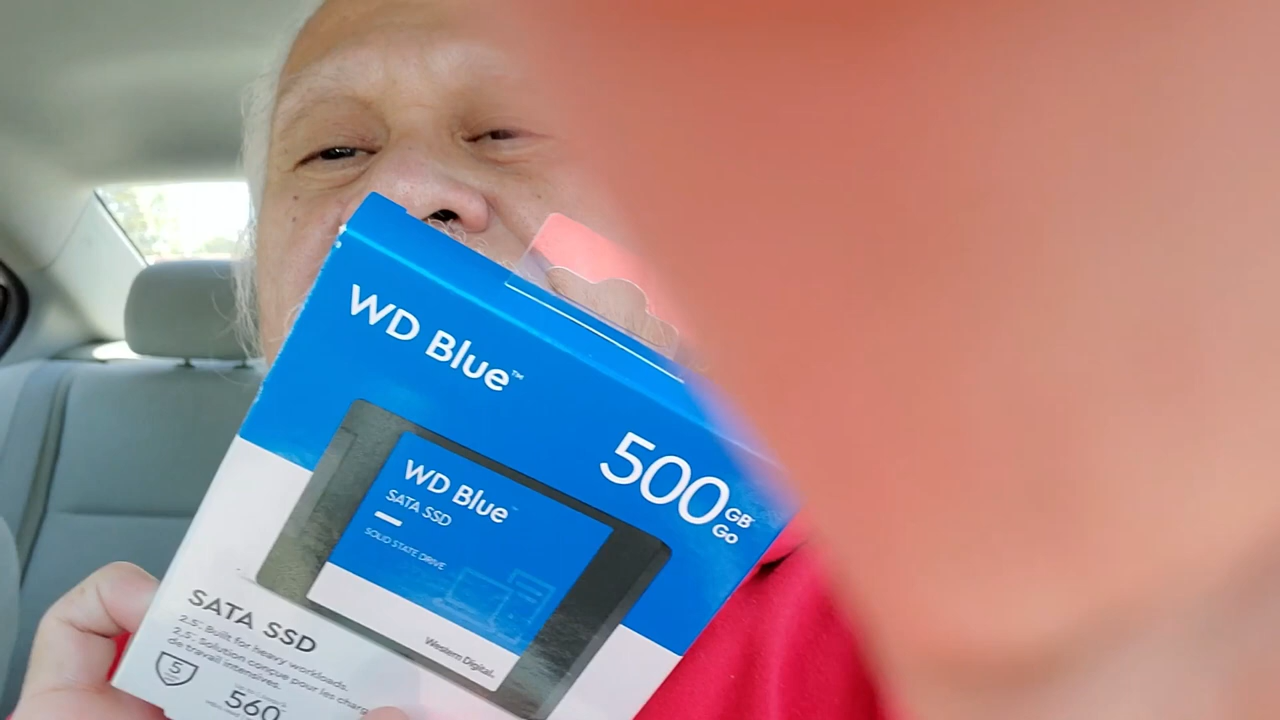 WD Blue™
500 GB
Go
WD Blue™
SATA SSD
SOLID STATE DRIVE
Western Digital.
SATA SSD
2.5". Built for heavy workloads.
2.5". Solution conçue pour les charg
de travail intensives.
5
560